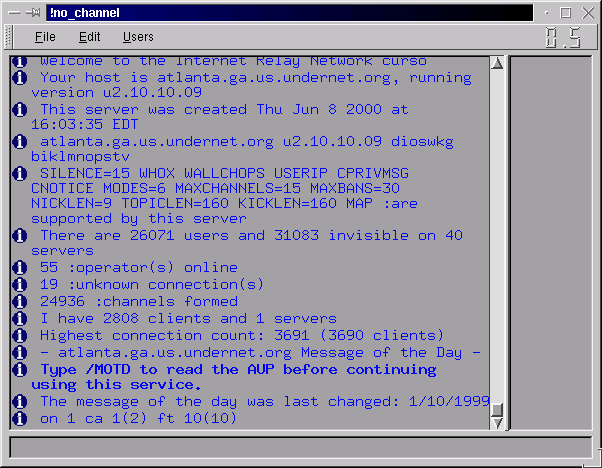 !no_channel
File Edit Users 0.5
Welcome to the Internet Relay Network curso
Your host is atlanta.ga.us.undernet.org, running
version u2.10.10.09
This server was created Thu Jun 8 2000 at
16:03:35 EDT
atlanta.ga.us.undernet.org u2.10.10.09 dioswkg
biklmnopstv
SILENCE=15 WHOX WALLCHOPS USERIP CPRIVMSG
CNOTICE MODES=6 MAXCHANNELS=15 MAXBANS=30
NICKLEN=9 TOPICLEN=160 KICKLEN=160 MAP :are
supported by this server
There are 26071 users and 31083 invisible on 40
servers
55 :operator(s) online
19 :unknown connection(s)
24936 :channels formed
I have 2808 clients and 1 servers
Highest connection count: 3691 (3690 clients)
- atlanta.ga.us.undernet.org Message of the Day -
Type /MOTD to read the AUP before continuing
using this service.
The message of the day was last changed: 1/10/1999
on 1 ca 1(2) ft 10(10)